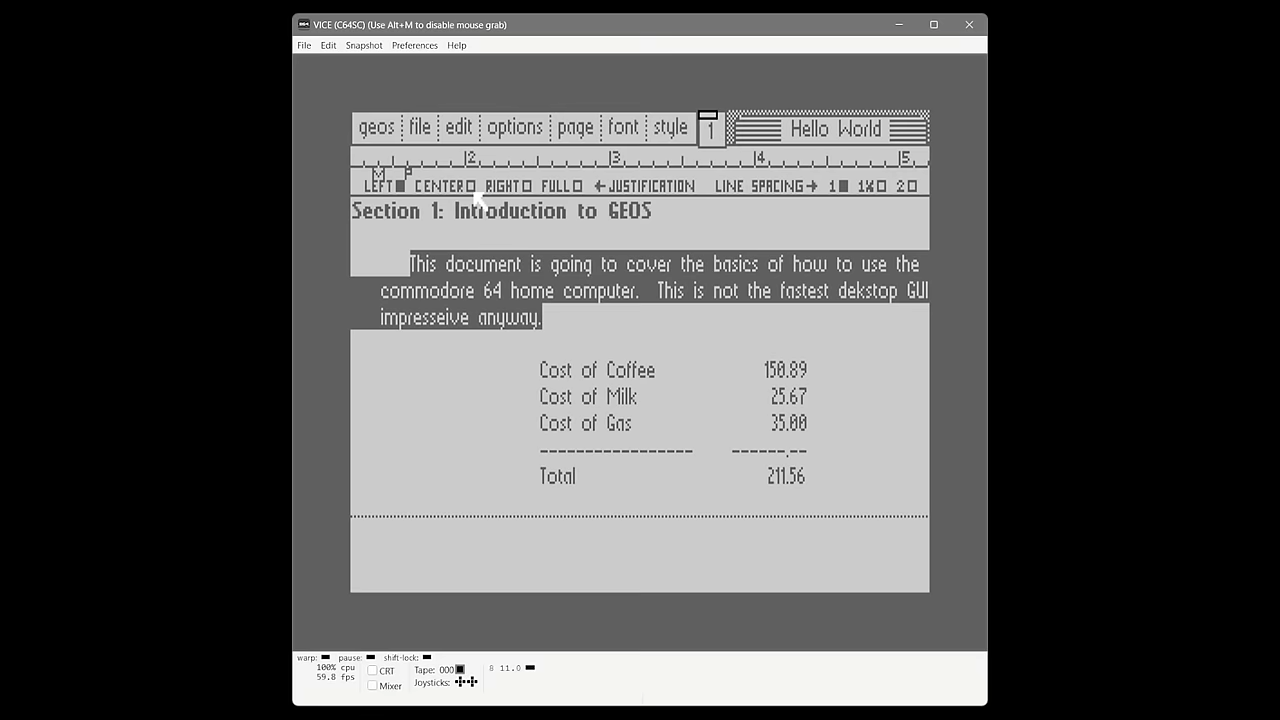 VICE (C64SC) (Use Alt+M to disable mouse grab)
File Edit Snapshot Preferences Help
geos file edit options page font style 1 Hello World
2 3 4 5
M P
LEFT CENTER RIGHT FULL ←JUSTIFICATION LINE SPACING→ 1 1½ 2
Section 1: Introduction to GEOS
This document is going to cover the basics of how to use the
commodore 64 home computer. This is not the fastest dekstop GUI
impresseive anyway.
Cost of Coffee 150.89
Cost of Milk 25.67
Cost of Gas 35.00
----------------- ------.--
Total 211.56
warp: pause: shift-lock:
100% cpu
59.8 fps
CRT
Mixer
Tape: 000
Joysticks:
8 11.0